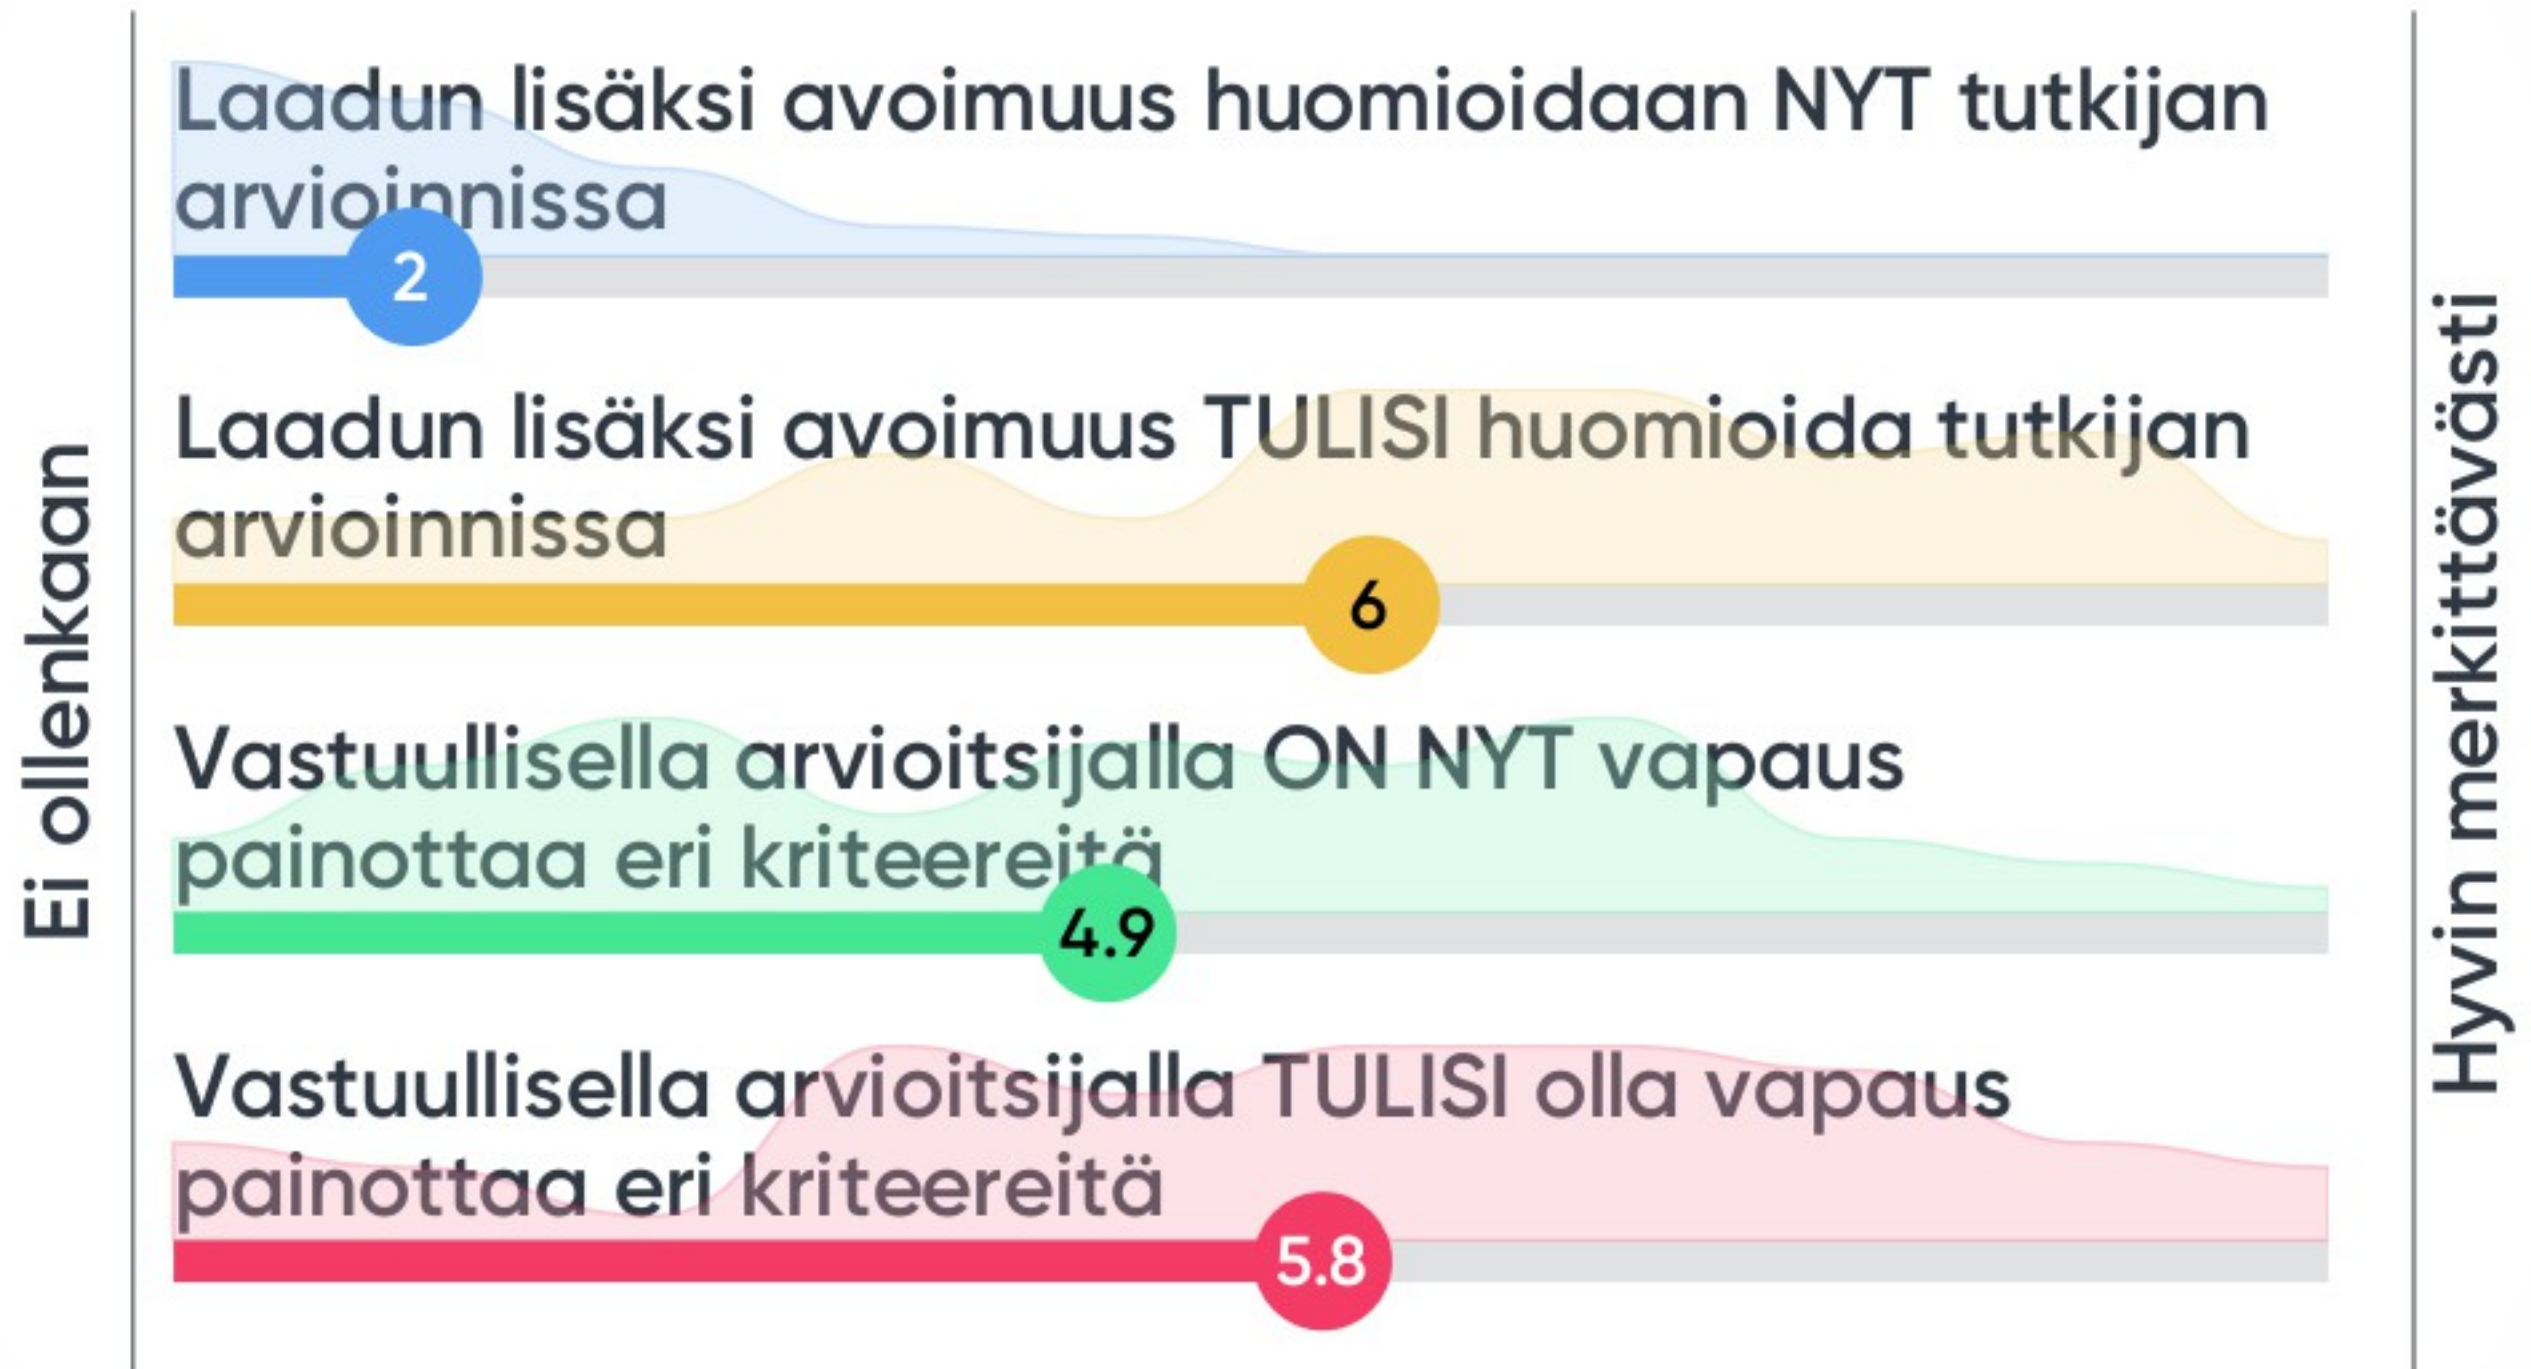 Ei ollenkaan
Laadun lisäksi avoimuus huomioidaan NYT tutkijan
arvioinnissa
2
Laadun lisäksi avoimuus TULISI huomioida tutkijan
arvioinnissa
6
Vastuullisella arvioitsijalla ON NYT vapaus
painottaa eri kriteereitä
4.9
Vastuullisella arvioitsijalla TULISI olla vapaus
painottaa eri kriteereitä
5.8
Hyvin merkittävästi